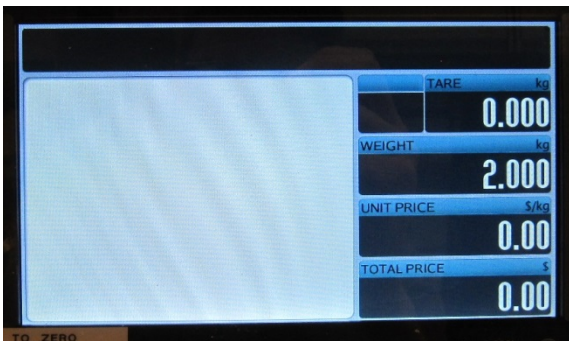 TARE kg
0.000
WEIGHT kg
2.000
UNIT PRICE $/kg
0.00
TOTAL PRICE $
0.00
TO ZERO